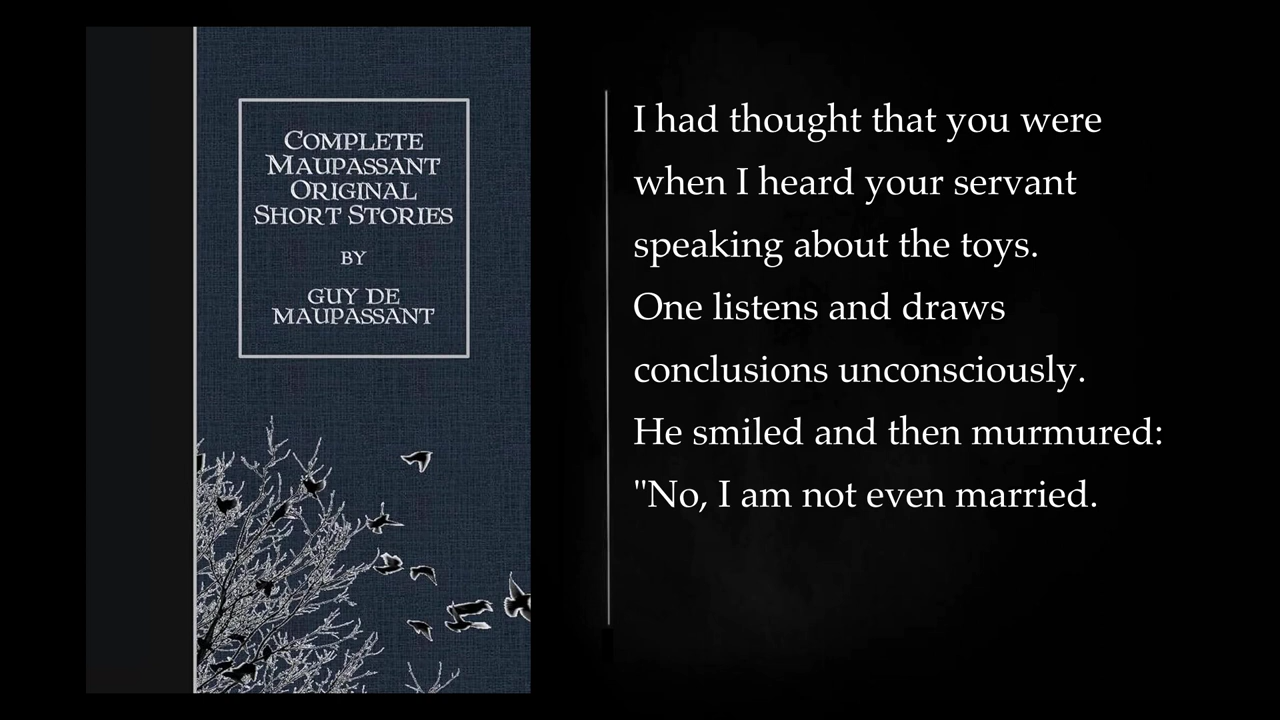 COMPLETE
MAUPASSANT
ORIGINAL
SHORT STORIES
BY
GUY DE
MAUPASSANT
I had thought that you were
when I heard your servant
speaking about the toys.
One listens and draws
conclusions unconsciously.
He smiled and then murmured:
"No, I am not even married.